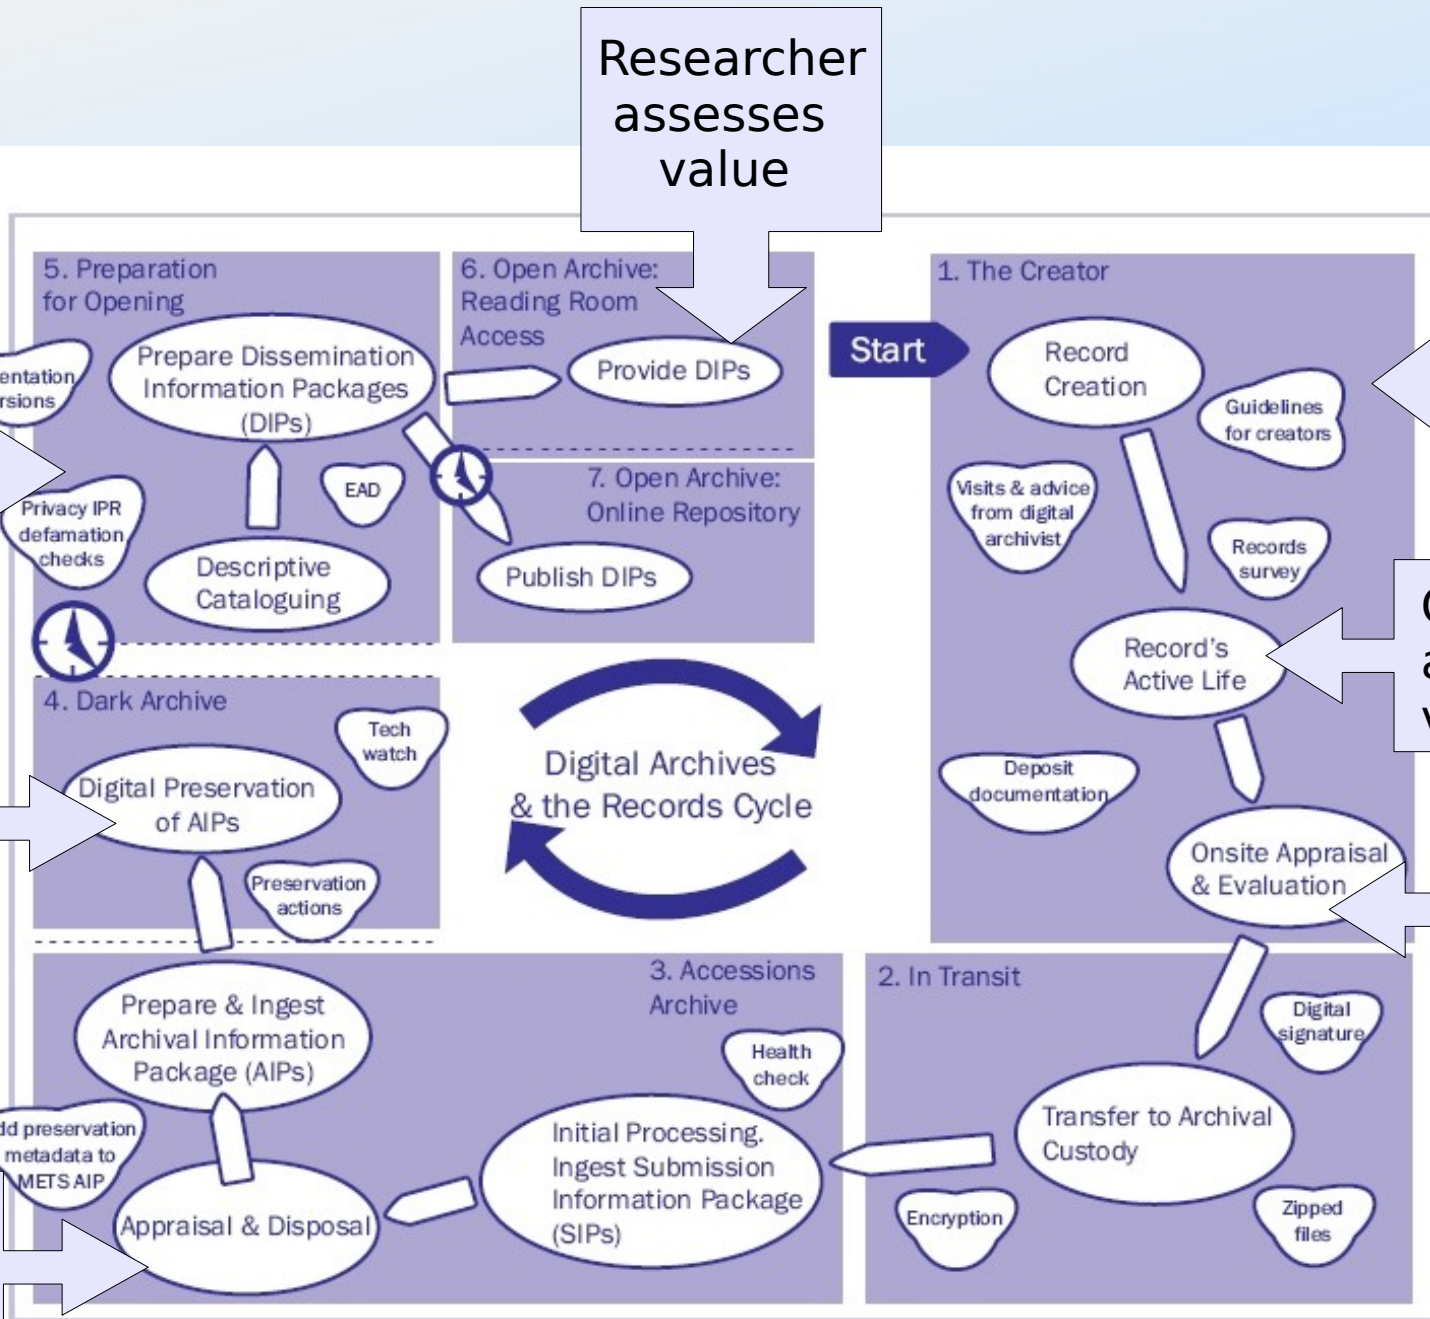 Researcher
assesses
value
5. Preparation
for Opening
Prepare Dissemination
Information Packages
(DIPs)
Privacy IPR
defamation
checks
EAD
Descriptive
Cataloguing
6. Open Archive:
Reading Room
Access
Provide DIPs
7. Open Archive:
Online Repository
Publish DIPs
Start
1. The Creator
Record
Creation
Guidelines
for creators
Visits & advice
from digital
archivist
Records
survey
Record's
Active Life
Deposit
documentation
Onsite Appraisal
& Evaluation
4. Dark Archive
Tech
watch
Digital Preservation
of AIPs
Preservation
actions
Digital Archives
& the Records Cycle
3. Accessions
Archive
Prepare & Ingest
Archival Information
Package (AIPs)
Health
check
preservation
metadata to
METS AIP
Appraisal & Disposal
Initial Processing.
Ingest Submission
Information Package
(SIPs)
2. In Transit
Digital
signature
Transfer to Archival
Custody
Encryption
Zipped
files